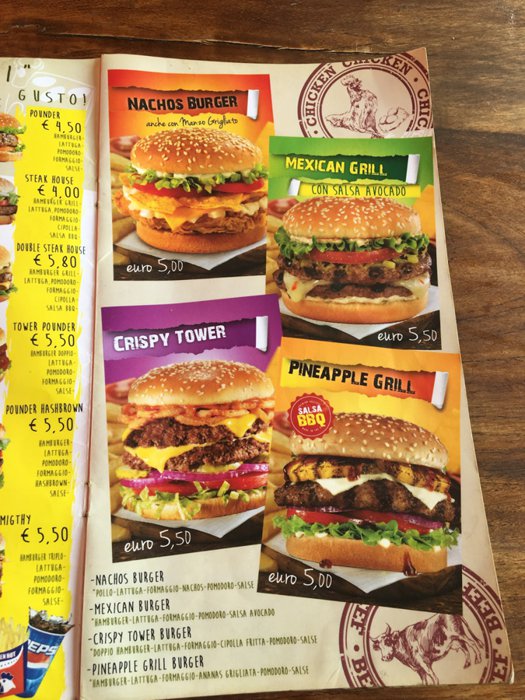 GUSTO!
POUNDER
€ 4,50
HAMBURGER-
LATTUGA-
POMODORO-
FORMAGGIO-
SALSE-
STEAK HOUSE
€ 4,00
HAMBURGER GRILL-
LATTUGA, POMODORO-
FORMAGGIO-
CIPOLLA-
SALSA BBQ-
DOUBLE STEAK HOUSE
€ 5,80
HAMBURGER GRILL-
LATTUGA, POMODORO-
FORMAGGIO-
CIPOLLA-
SALSA BBQ-
TOWER POUNDER
€ 5,50
HAMBURGER DOPPIO-
LATTUGA-
POMODORO-
FORMAGGIO-
SALSE-
POUNDER HASHBROWN
€ 5,50
HAMBURGER-
LATTUGA-
POMODORO-
FORMAGGIO-
HASHBROWN-
SALSE-
MIGTHY
€ 5,50
HAMBURGER TRIPLO-
LATTUGA-
POMODORO-
FORMAGGIO-
SALSE-
PEPSI
CHICKEN CHICKEN
NACHOS BURGER
anche con Manzo Grigliato
euro 5,00
MEXICAN GRILL
CON SALSA AVOCADO
euro 5,50
CRISPY TOWER
euro 5,50
PINEAPPLE GRILL
SALSA
BBQ
euro 5,00
-NACHOS BURGER
"POLLO-LATTUGA-FORMAGGIO-NACHOS-POMODORO-SALSE
-MEXICAN BURGER
"HAMBURGER-LATTUGA-FORMAGGIO-POMODORO-SALSA AVOCADO
-CRISPY TOWER BURGER
"DOPPIO HAMBURGER-LATTUGA-FORMAGGIO-CIPOLLA FRITTA-POMODORO-SALSE
-PINEAPPLE GRILL BURGER
"HAMBURGER-LATTUGA-FORMAGGIO-ANANAS GRIGLIATA-POMODORO-SALSE
BEEF